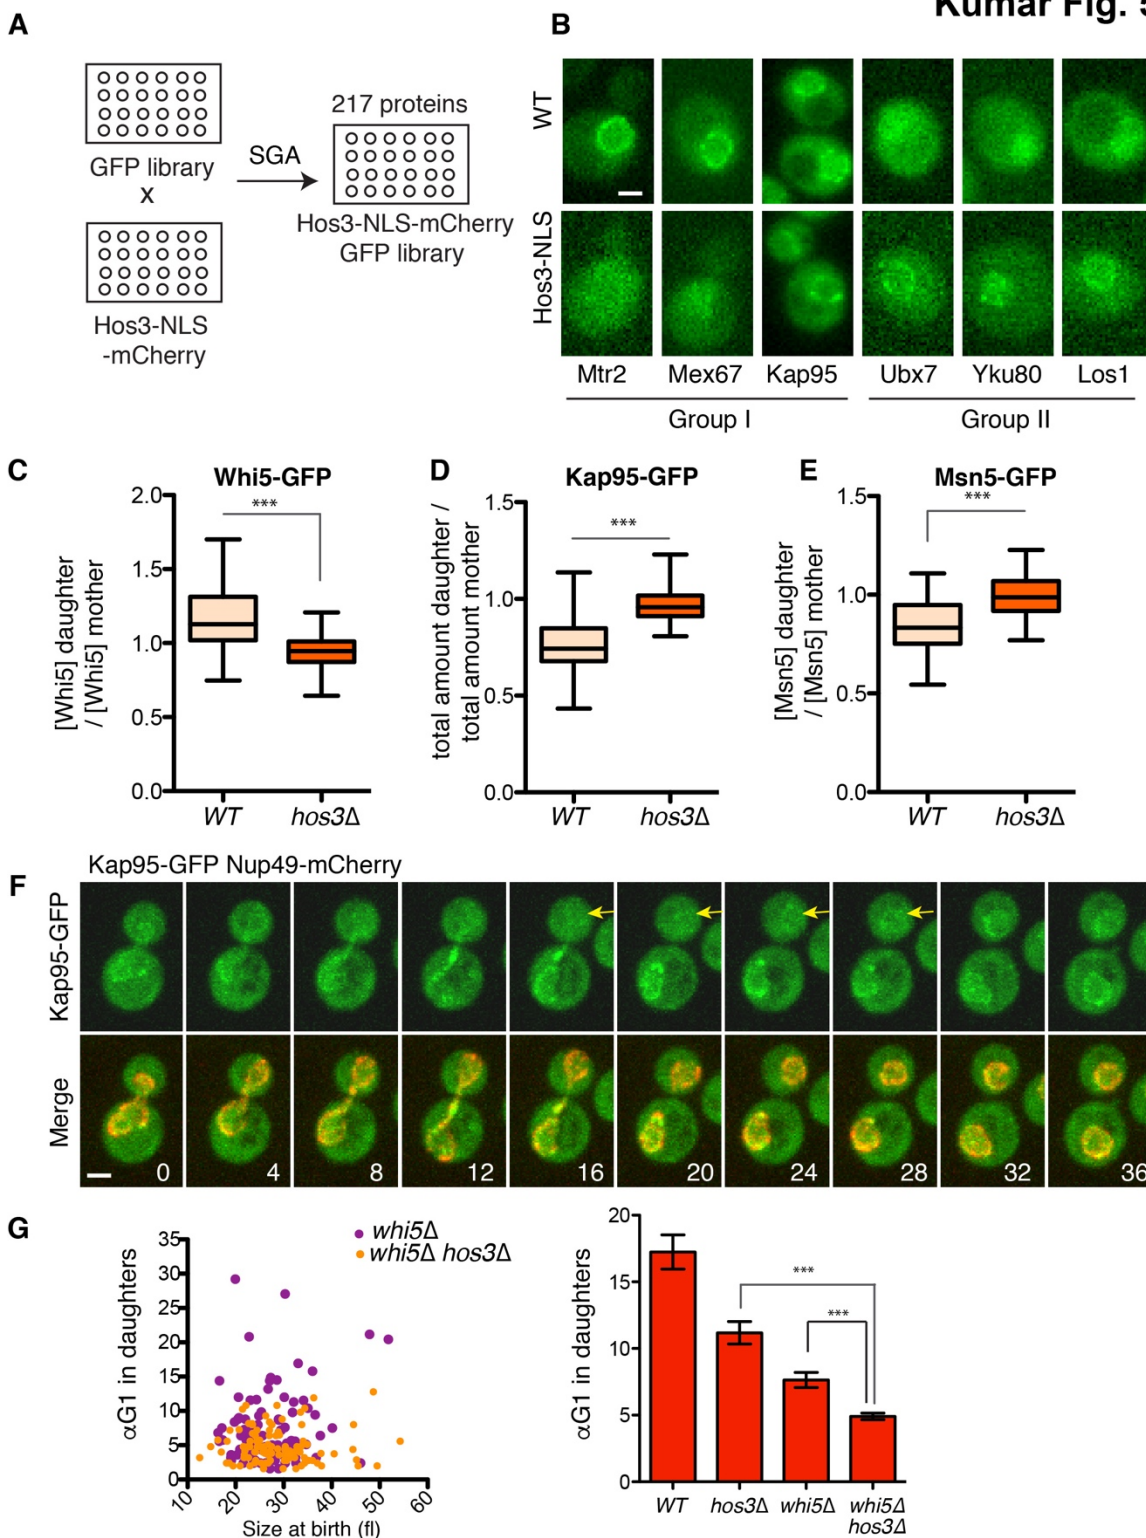 Kumar Fig. 5
A
217 proteins
GFP library
X
SGA
Hos3-NLS
-mCherry
Hos3-NLS-mCherry
GFP library
B
WT
Hos3-NLS
Mtr2
Mex67
Kap95
Ubx7
Yku80
Los1
Group I
Group II
C
Whi5-GFP
***
2.0
1.5
1.0
0.5
0.0
[Whi5] daughter
/ [Whi5] mother
WT
hos3Δ
D
Kap95-GFP
***
1.5
1.0
0.5
0.0
total amount daughter /
total amount mother
WT
hos3Δ
E
Msn5-GFP
***
1.5
1.0
0.5
0.0
[Msn5] daughter
/ [Msn5] mother
WT
hos3Δ
F
Kap95-GFP Nup49-mCherry
Kap95-GFP
Merge
0
4
8
12
16
20
24
28
32
36
G
whi5Δ
whi5Δ hos3Δ
35
30
25
20
15
10
5
0
αG1 in daughters
10
20
30
40
50
60
Size at birth (fl)
20
15
10
5
0
αG1 in daughters
***
***
WT
hos3Δ
whi5Δ
whi5Δ
hos3Δ